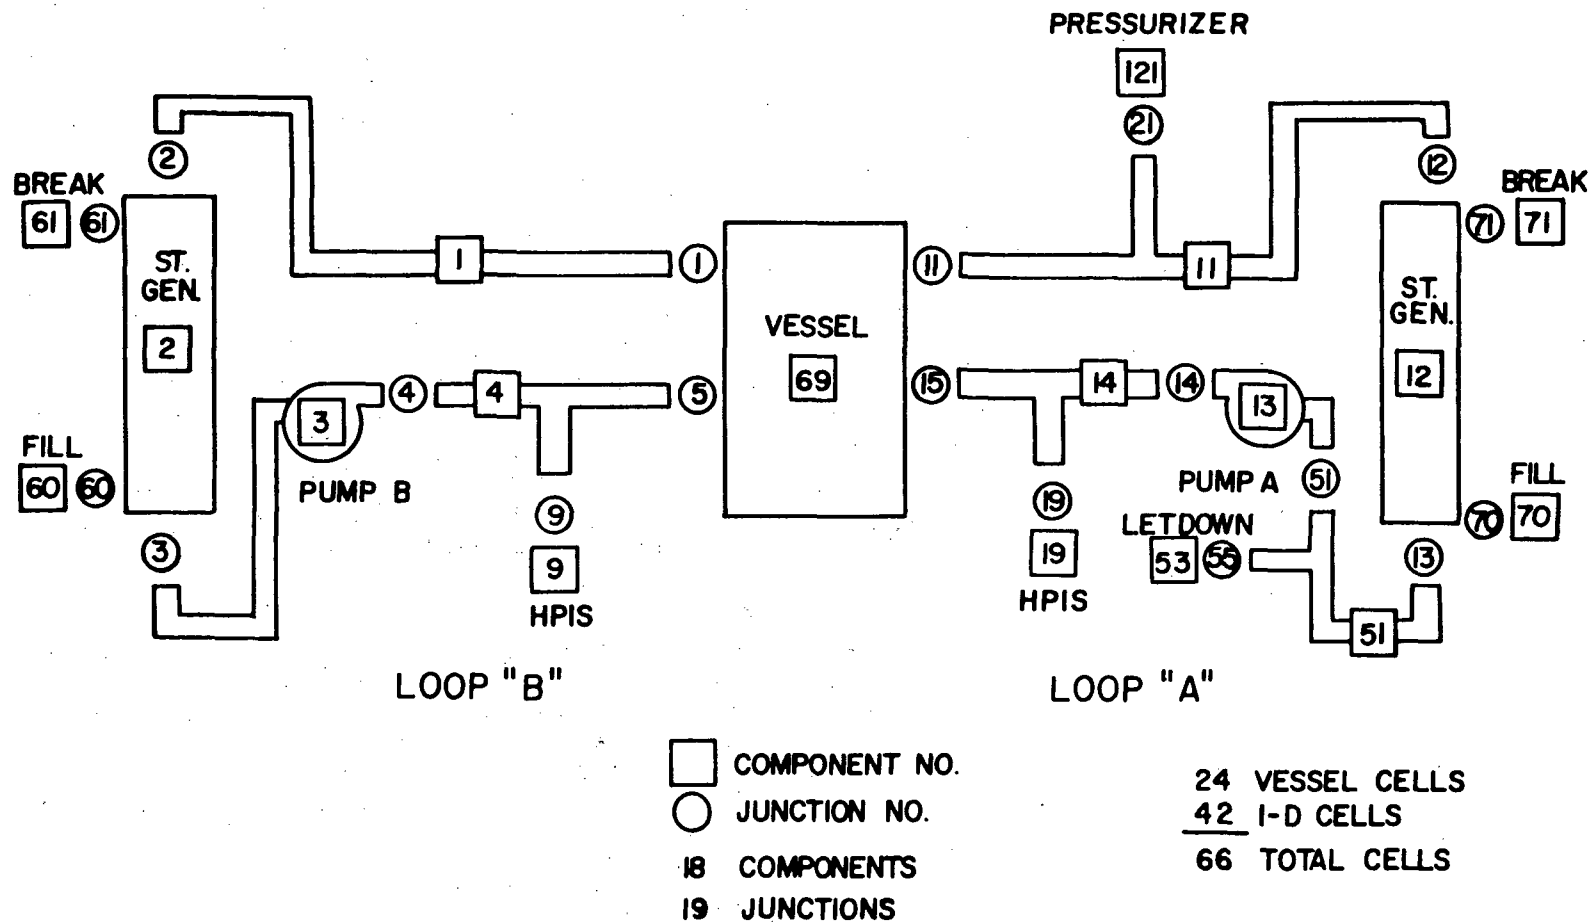 PRESSURIZER
121
21
2
12
BREAK
61 61
BREAK
71 71
ST.
GEN.
2
1
1
11
11
ST.
GEN.
12
VESSEL
69
3
4
4
5
15
14
14
13
PUMP B
FILL
60 60
3
9
9
HPIS
PUMP A
51
19
19
HPIS
LETDOWN
53 55
FILL
70 70
13
51
LOOP "B"
LOOP "A"
COMPONENT NO.
JUNCTION NO.
18 COMPONENTS
19 JUNCTIONS
24 VESSEL CELLS
42 1-D CELLS
66 TOTAL CELLS